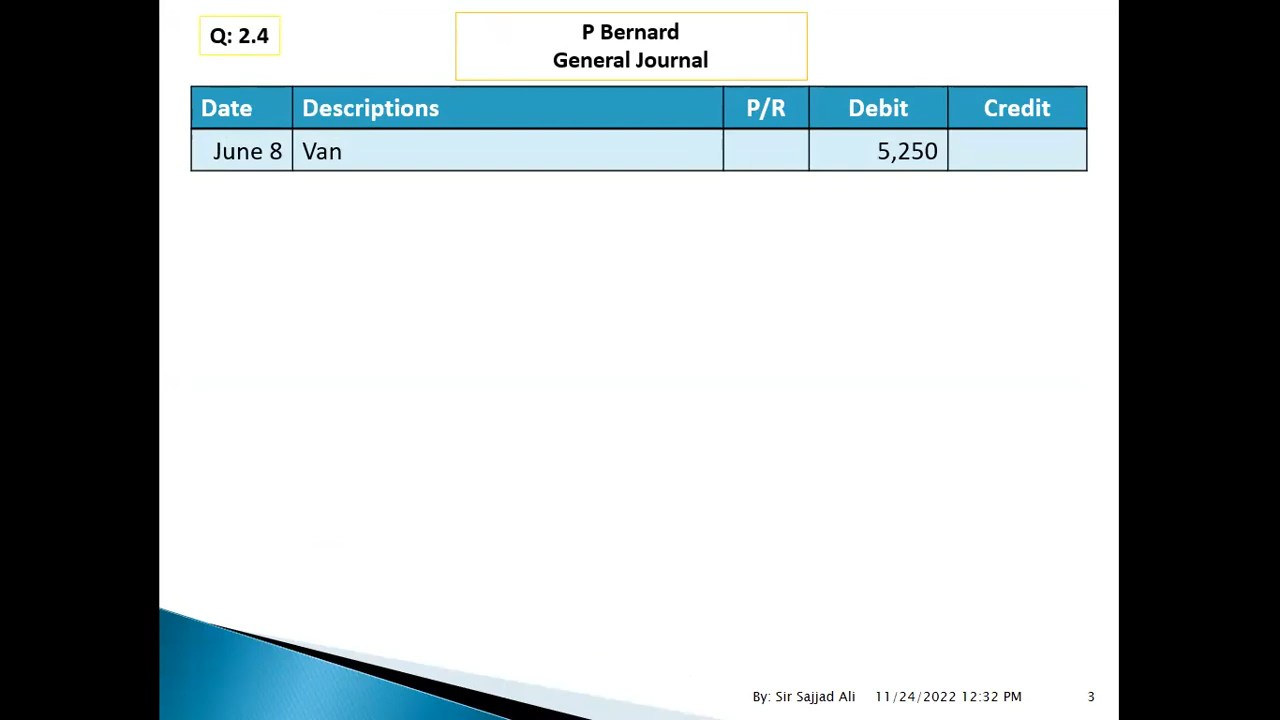 Q: 2.4
P Bernard
General Journal
Date Descriptions P/R Debit Credit
June 8 Van 5,250
By: Sir Sajjad Ali 11/24/2022 12:32 PM 3